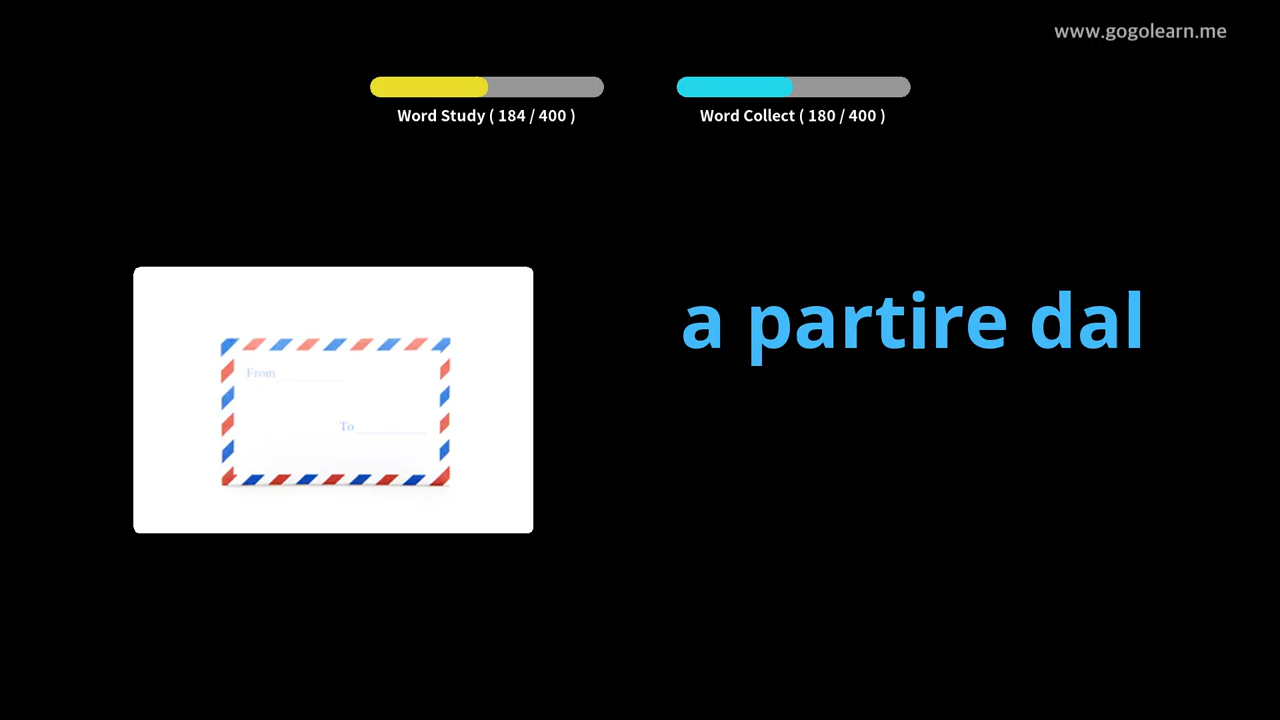 www.gogolearn.me
Word Study ( 184 / 400 )
Word Collect ( 180 / 400 )
a partire dal
From
To